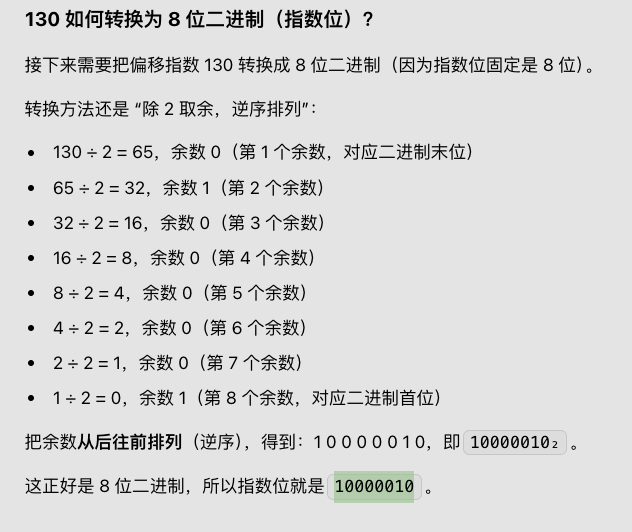 130 如何转换为 8 位二进制（指数位）？
接下来需要把偏移指数 130 转换成 8 位二进制（因为指数位固定是 8 位）。
转换方法还是 “除 2 取余，逆序排列”：
• 130 ÷ 2 = 65，余数 0（第 1 个余数，对应二进制末位）
• 65 ÷ 2 = 32，余数 1（第 2 个余数）
• 32 ÷ 2 = 16，余数 0（第 3 个余数）
• 16 ÷ 2 = 8，余数 0（第 4 个余数）
• 8 ÷ 2 = 4，余数 0（第 5 个余数）
• 4 ÷ 2 = 2，余数 0（第 6 个余数）
• 2 ÷ 2 = 1，余数 0（第 7 个余数）
• 1 ÷ 2 = 0，余数 1（第 8 个余数，对应二进制首位）
把余数从后往前排列（逆序），得到：1 0 0 0 0 0 1 0，即 10000010₂ 。
这正好是 8 位二进制，所以指数位就是 10000010 。